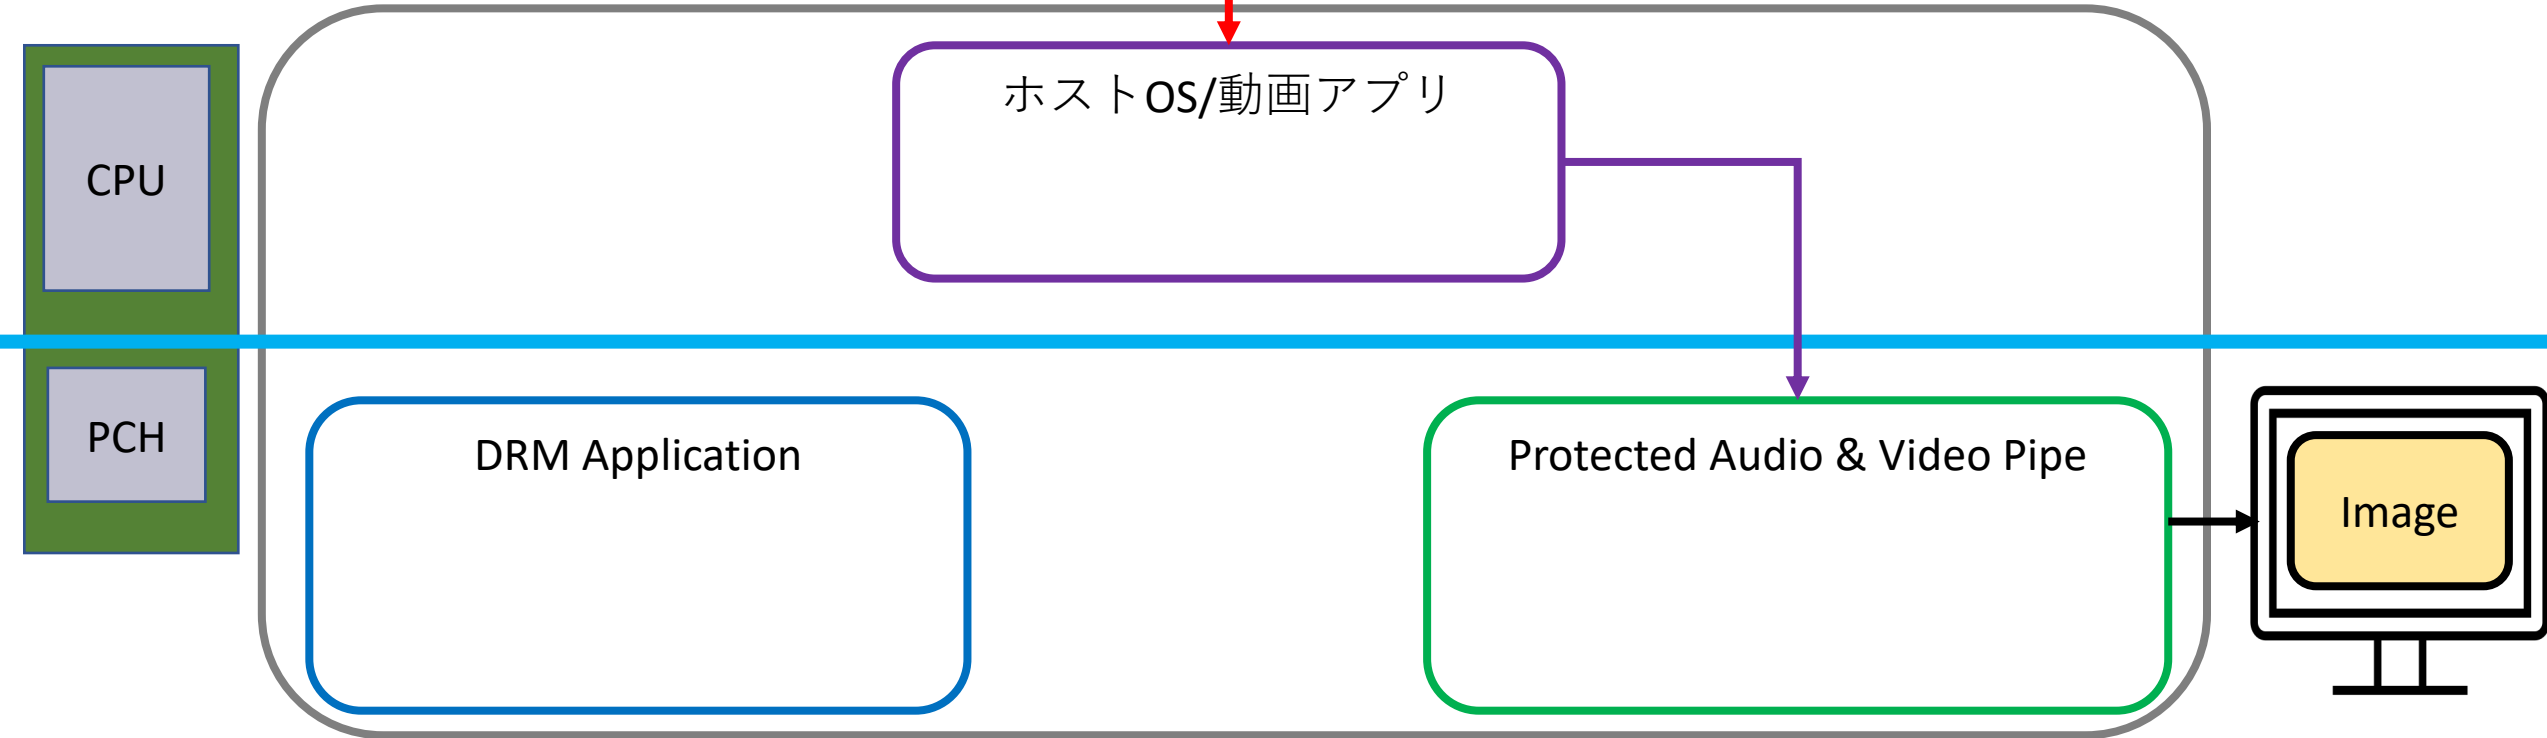 ホストOS/動画アプリ
CPU
PCH
DRM Application
Protected Audio & Video Pipe
Image